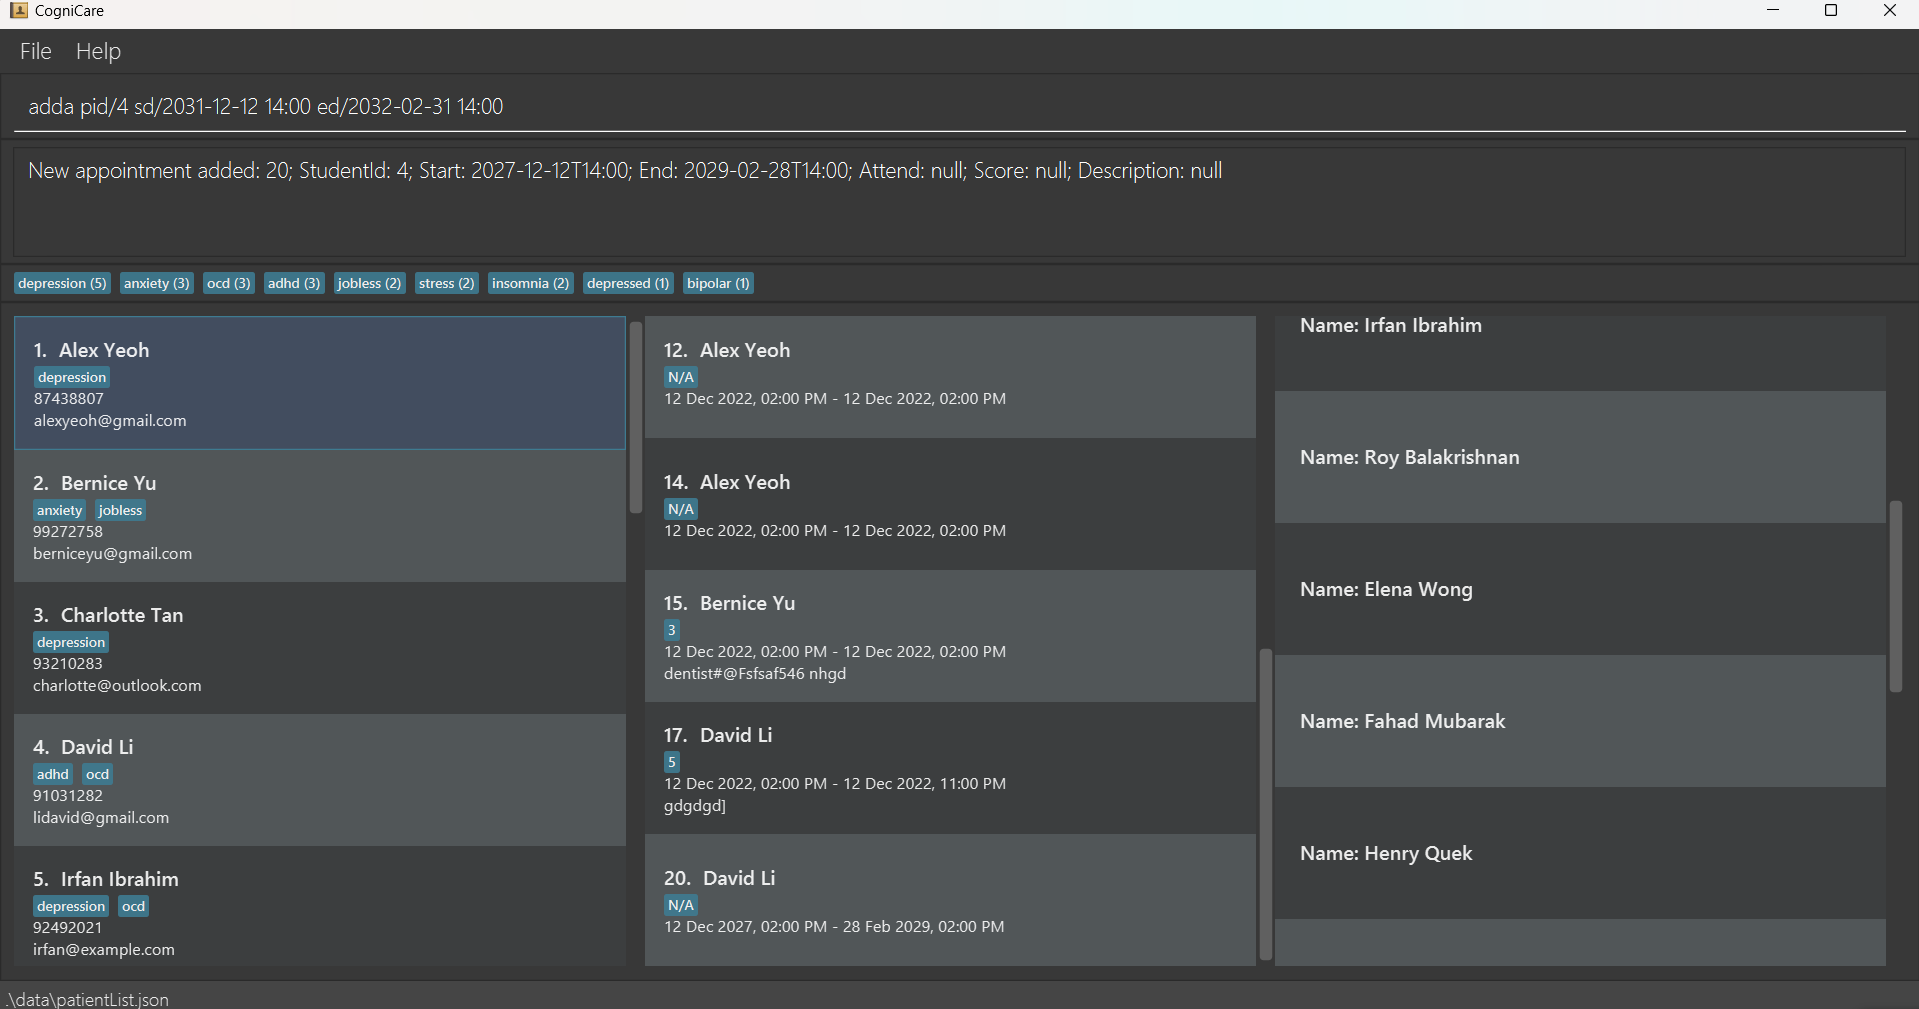 CogniCare
File Help
adda pid/4 sd/2031-12-12 14:00 ed/2032-02-31 14:00
New appointment added: 20; StudentId: 4; Start: 2027-12-12T14:00; End: 2029-02-28T14:00; Attend: null; Score: null; Description: null
depression (5) anxiety (3) ocd (3) adhd (3) jobless (2) stress (2) insomnia (2) depressed (1) bipolar (1)
1. Alex Yeoh
depression
87438807
alexyeoh@gmail.com
2. Bernice Yu
anxiety jobless
99272758
berniceyu@gmail.com
3. Charlotte Tan
depression
93210283
charlotte@outlook.com
4. David Li
adhd ocd
91031282
lidavid@gmail.com
5. Irfan Ibrahim
depression ocd
92492021
irfan@example.com
12. Alex Yeoh
N/A
12 Dec 2022, 02:00 PM - 12 Dec 2022, 02:00 PM
14. Alex Yeoh
N/A
12 Dec 2022, 02:00 PM - 12 Dec 2022, 02:00 PM
15. Bernice Yu
3
12 Dec 2022, 02:00 PM - 12 Dec 2022, 02:00 PM
dentist#@Fsfsaf546 nhgd
17. David Li
5
12 Dec 2022, 02:00 PM - 12 Dec 2022, 11:00 PM
gdgdgd]
20. David Li
N/A
12 Dec 2027, 02:00 PM - 28 Feb 2029, 02:00 PM
Name: Irfan Ibrahim
Name: Roy Balakrishnan
Name: Elena Wong
Name: Fahad Mubarak
Name: Henry Quek
.\data\patientList.json